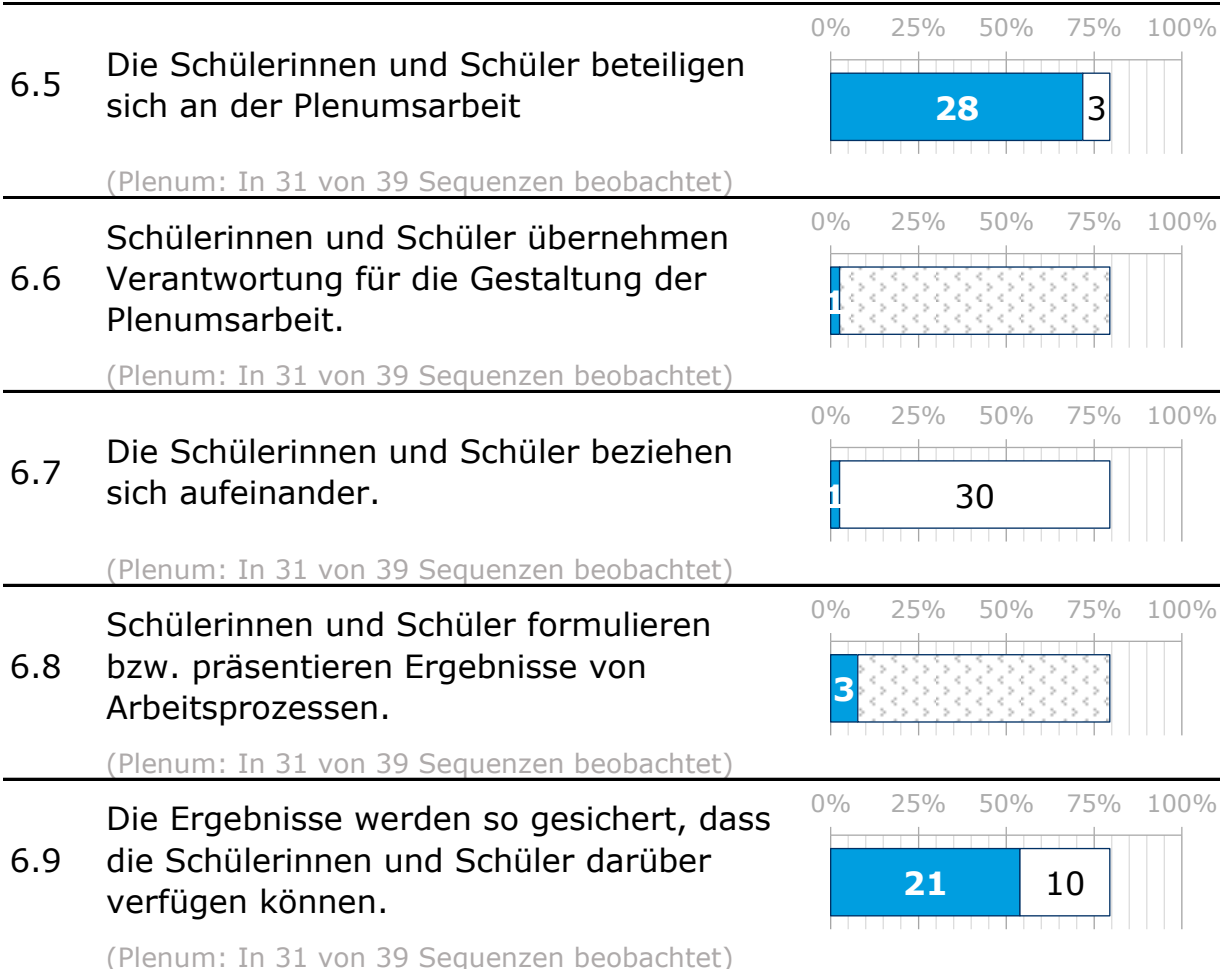 0% 25% 50% 75% 100%
6.5 Die Schülerinnen und Schüler beteiligen
sich an der Plenumsarbeit
28 3
(Plenum: In 31 von 39 Sequenzen beobachtet)
0% 25% 50% 75% 100%
Schülerinnen und Schüler übernehmen
6.6 Verantwortung für die Gestaltung der
Plenumsarbeit.
1
(Plenum: In 31 von 39 Sequenzen beobachtet)
0% 25% 50% 75% 100%
6.7 Die Schülerinnen und Schüler beziehen
sich aufeinander.
1 30
(Plenum: In 31 von 39 Sequenzen beobachtet)
0% 25% 50% 75% 100%
Schülerinnen und Schüler formulieren
6.8 bzw. präsentieren Ergebnisse von
Arbeitsprozessen.
3
(Plenum: In 31 von 39 Sequenzen beobachtet)
0% 25% 50% 75% 100%
Die Ergebnisse werden so gesichert, dass
6.9 die Schülerinnen und Schüler darüber
verfügen können.
21 10
(Plenum: In 31 von 39 Sequenzen beobachtet)